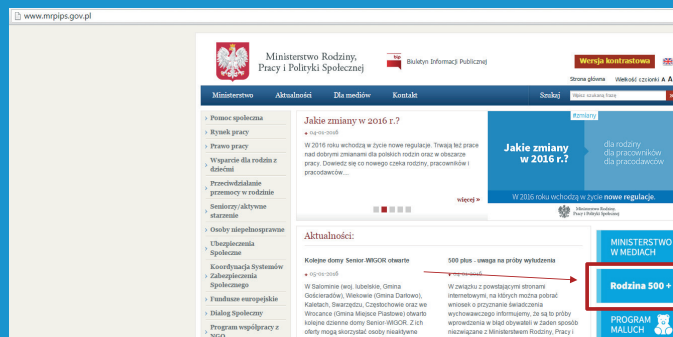 www.mrpips.gov.pl
Ministerstwo Rodziny,
Pracy i Polityki Społecznej
bip
Biuletyn Informacji Publicznej
Wersja kontrastowa
Strona główna Wielkość czcionki A A
Ministerstwo Aktualności Dla mediów Kontakt Szukaj Wpisz szukaną frazę
Pomoc społeczna
Rynek pracy
Prawo pracy
Wsparcie dla rodzin z
dziećmi
Przeciwdziałanie
przemocy w rodzinie
Seniorzy/aktywne
starzenie
Osoby niepełnosprawne
Ubezpieczenia
Społeczne
Koordynacja Systemów
Zabezpieczenia
Społecznego
Fundusze europejskie
Dialog Społeczny
Program współpracy z
NGO
Jakie zmiany w 2016 r.?
04-01-2016
W 2016 roku wchodzą w życie nowe regulacje. Trwają też prace
nad dobrymi zmianami dla polskich rodzin oraz w obszarze
pracy. Dowiedz się co nowego czeka rodziny, pracowników i
pracodawców....
więcej »
#zmiany
Jakie zmiany
w 2016 r.?
dla rodziny
dla pracowników
dla pracodawców
W 2016 roku wchodzą w życie nowe regulacje.
Ministerstwo Rodziny,
Pracy i Polityki Społecznej
Aktualności:
Kolejne domy Senior-WIGOR otwarte
05-01-2016
W Salominie (woj. lubelskie, Gmina
Gościeradów), Wiekowie (Gmina Darłowo),
Kaletach, Swarzędzu, Częstochowie oraz we
Wrocance (Gmina Miejsce Piastowe) otwarto
kolejne dzienne domy Senior-WIGOR. Z ich
oferty mogą skorzystać osoby nieaktywne
500 plus - uwaga na próby wyłudzenia
04-01-2016
W związku z powstającymi stronami
internetowymi, na których można pobrać
wniosek o przyznanie świadczenia
wychowawczego informujemy, że są to próby
wprowadzenia w błąd obywateli w żaden sposób
niezwiązane z Ministerstwem Rodziny, Pracy i
MINISTERSTWO
W MEDIACH
Rodzina 500 +
PROGRAM
MALUCH